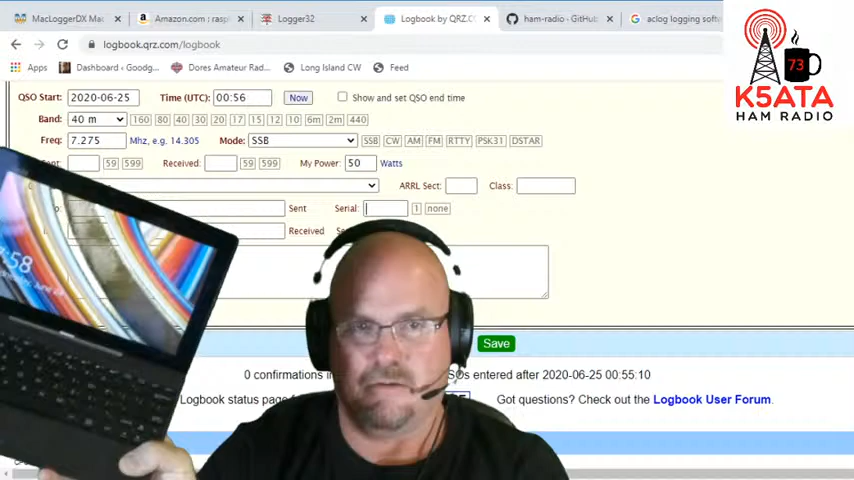 MacLoggerDX Mac
Amazon.com : rasp
Logger32
Logbook by QRZ.CO
ham-radio · GitHub
aclog logging softw
logbook.qrz.com/logbook
Apps
Dashboard ‹ Goodg...
Dores Amateur Rad...
Long Island CW
Feed
73
K5ATA
HAM RADIO
QSO Start: 2020-06-25 Time (UTC): 00:56 Now Show and set QSO end time
Band: 40 m 160 80 40 30 20 17 15 12 10 6m 2m 440
Freq: 7.275 Mhz, e.g. 14.305 Mode: SSB SSB CW AM FM RTTY PSK31 DSTAR
59 599 Received: 59 599 My Power: 50 Watts
ARRL Sect: Class:
Sent Serial: 1 none
Received
:58
Save
0 confirmations
SOs entered after 2020-06-25 00:55:10
Logbook status page
Got questions? Check out the Logbook User Forum.